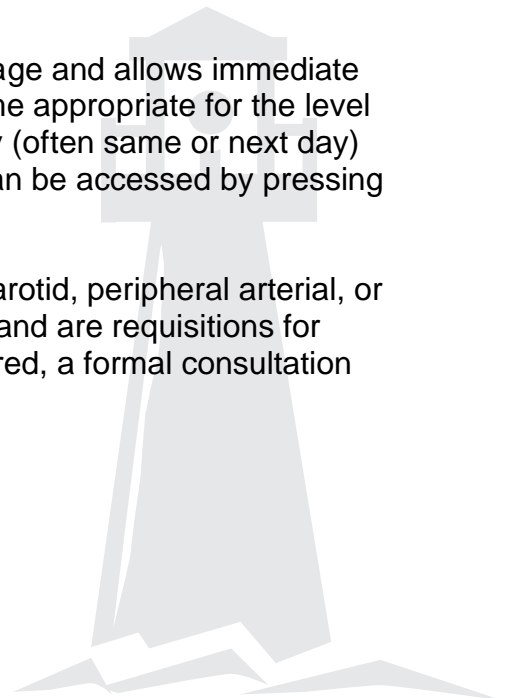 age and allows immediate
me appropriate for the level
(often same or next day)
an be accessed by pressing
arotid, peripheral arterial, or
and are requisitions for
red, a formal consultation